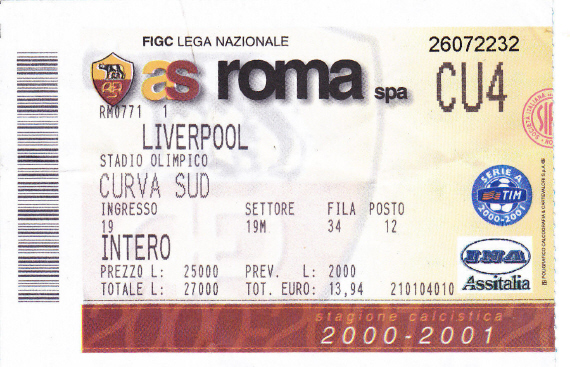 FIGC LEGA NAZIONALE
26072232
as roma spa
CU4
RM0771 1
LIVERPOOL
STADIO OLIMPICO
CURVA SUD
INGRESSO SETTORE FILA POSTO
19 19M 34 12
INTERO
PREZZO L: 25000 PREV. L: 2000
TOTALE L: 27000 TOT. EURO: 13,94 210104010
SERIE A
TIM
2000-2001
INA
Assitalia
stagione calcistica
2000-2001